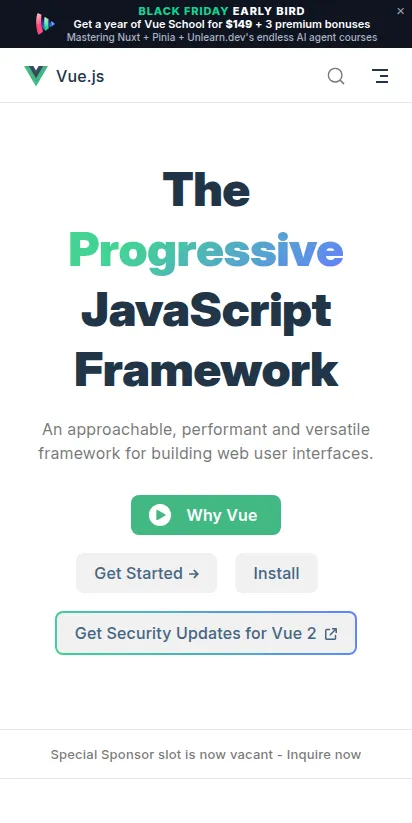 BLACK FRIDAY EARLY BIRD
Get a year of Vue School for $149 + 3 premium bonuses
Mastering Nuxt + Pinia + Unlearn.dev's endless AI agent courses
Vue.js
The
Progressive
JavaScript
Framework
An approachable, performant and versatile
framework for building web user interfaces.
Why Vue
Get Started →
Install
Get Security Updates for Vue 2
Special Sponsor slot is now vacant - Inquire now